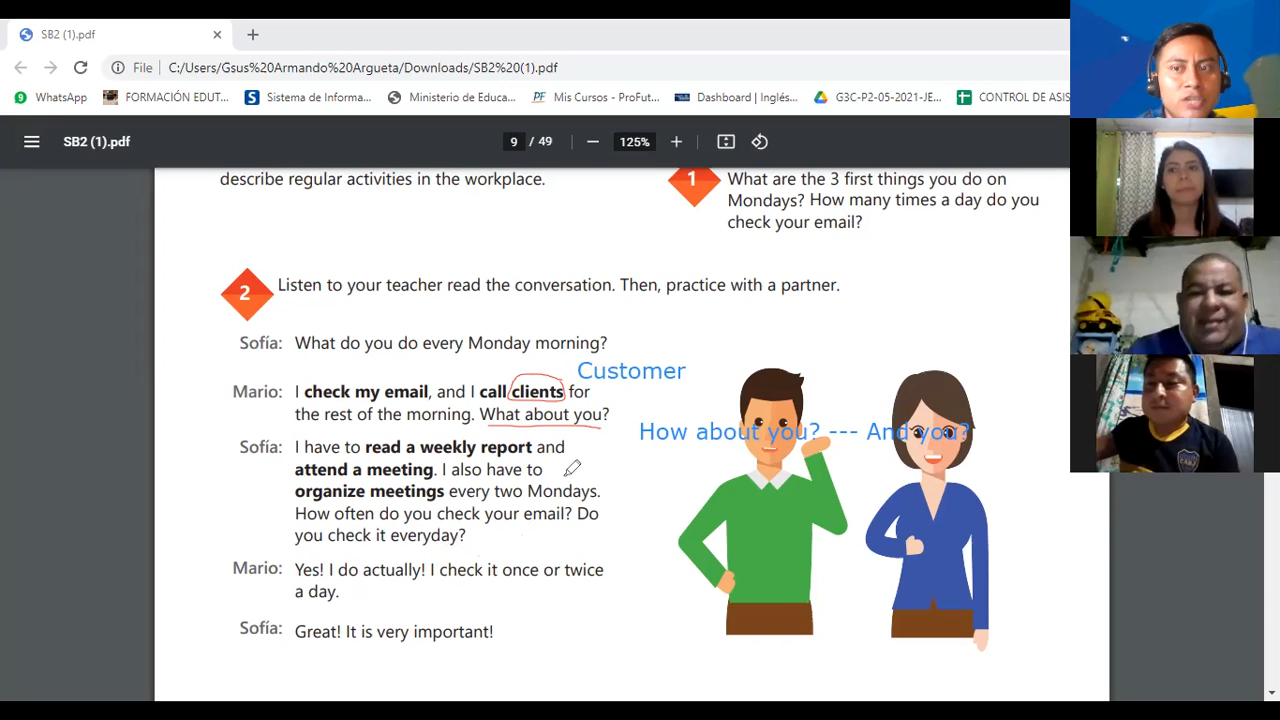 SB2 (1).pdf
File
C:/Users/Gsus%20Armando%20Argueta/Downloads/SB2%20(1).pdf
9
WhatsApp
FORMACIÓN EDUT...
S
Sistema de Informa...
Ministerio de Educa...
PF
Mis Cursos - ProFut...
Dashboard | Inglés...
G3C-P2-05-2021-JE...
CONTROL DE ASIS
SB2 (1).pdf
9 / 49
125%
describe regular activities in the workplace.
1
What are the 3 first things you do on
Mondays? How many times a day do you
check your email?
2
Listen to your teacher read the conversation. Then, practice with a partner.
Sofía: What do you do every Monday morning?
Customer
Mario: I check my email, and I call clients for
the rest of the morning. What about you?
How about you? --- And you?
Sofía: I have to read a weekly report and
attend a meeting. I also have to
organize meetings every two Mondays.
How often do you check your email? Do
you check it everyday?
Mario: Yes! I do actually! I check it once or twice
a day.
Sofía: Great! It is very important!